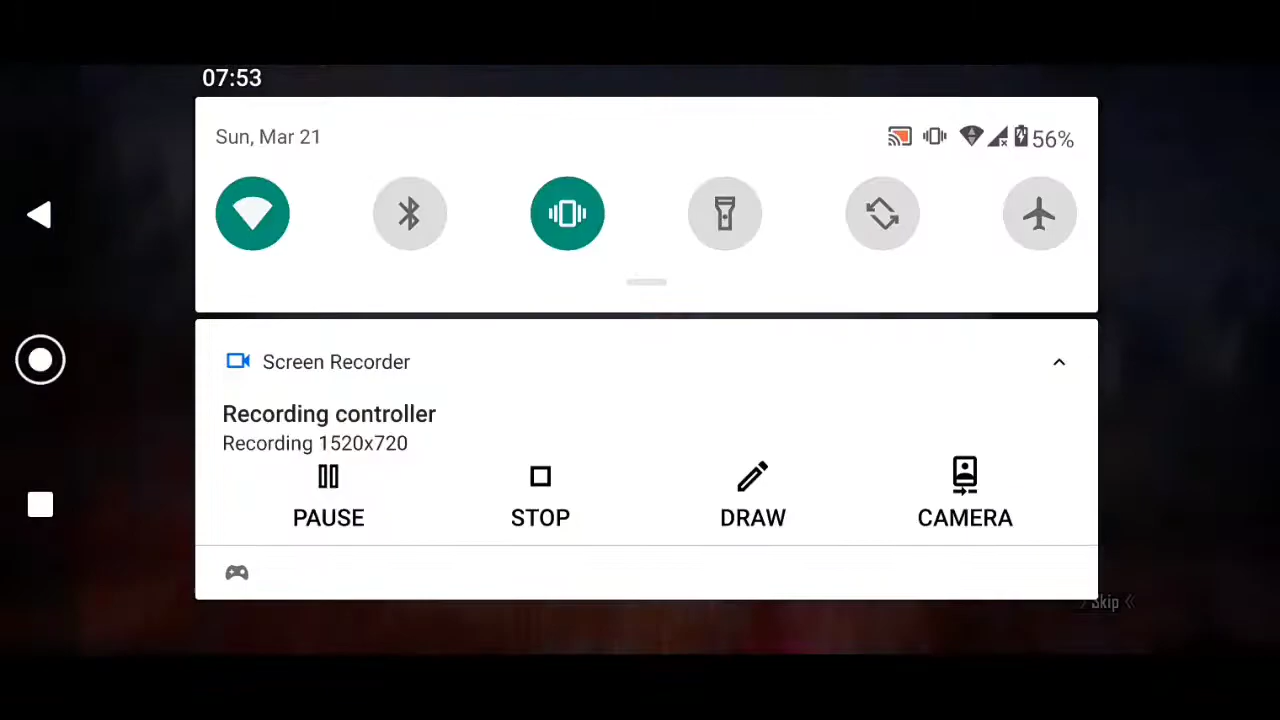 07:53
Sun, Mar 21
56%
Screen Recorder
Recording controller
Recording 1520x720
PAUSE
STOP
DRAW
CAMERA
Skip